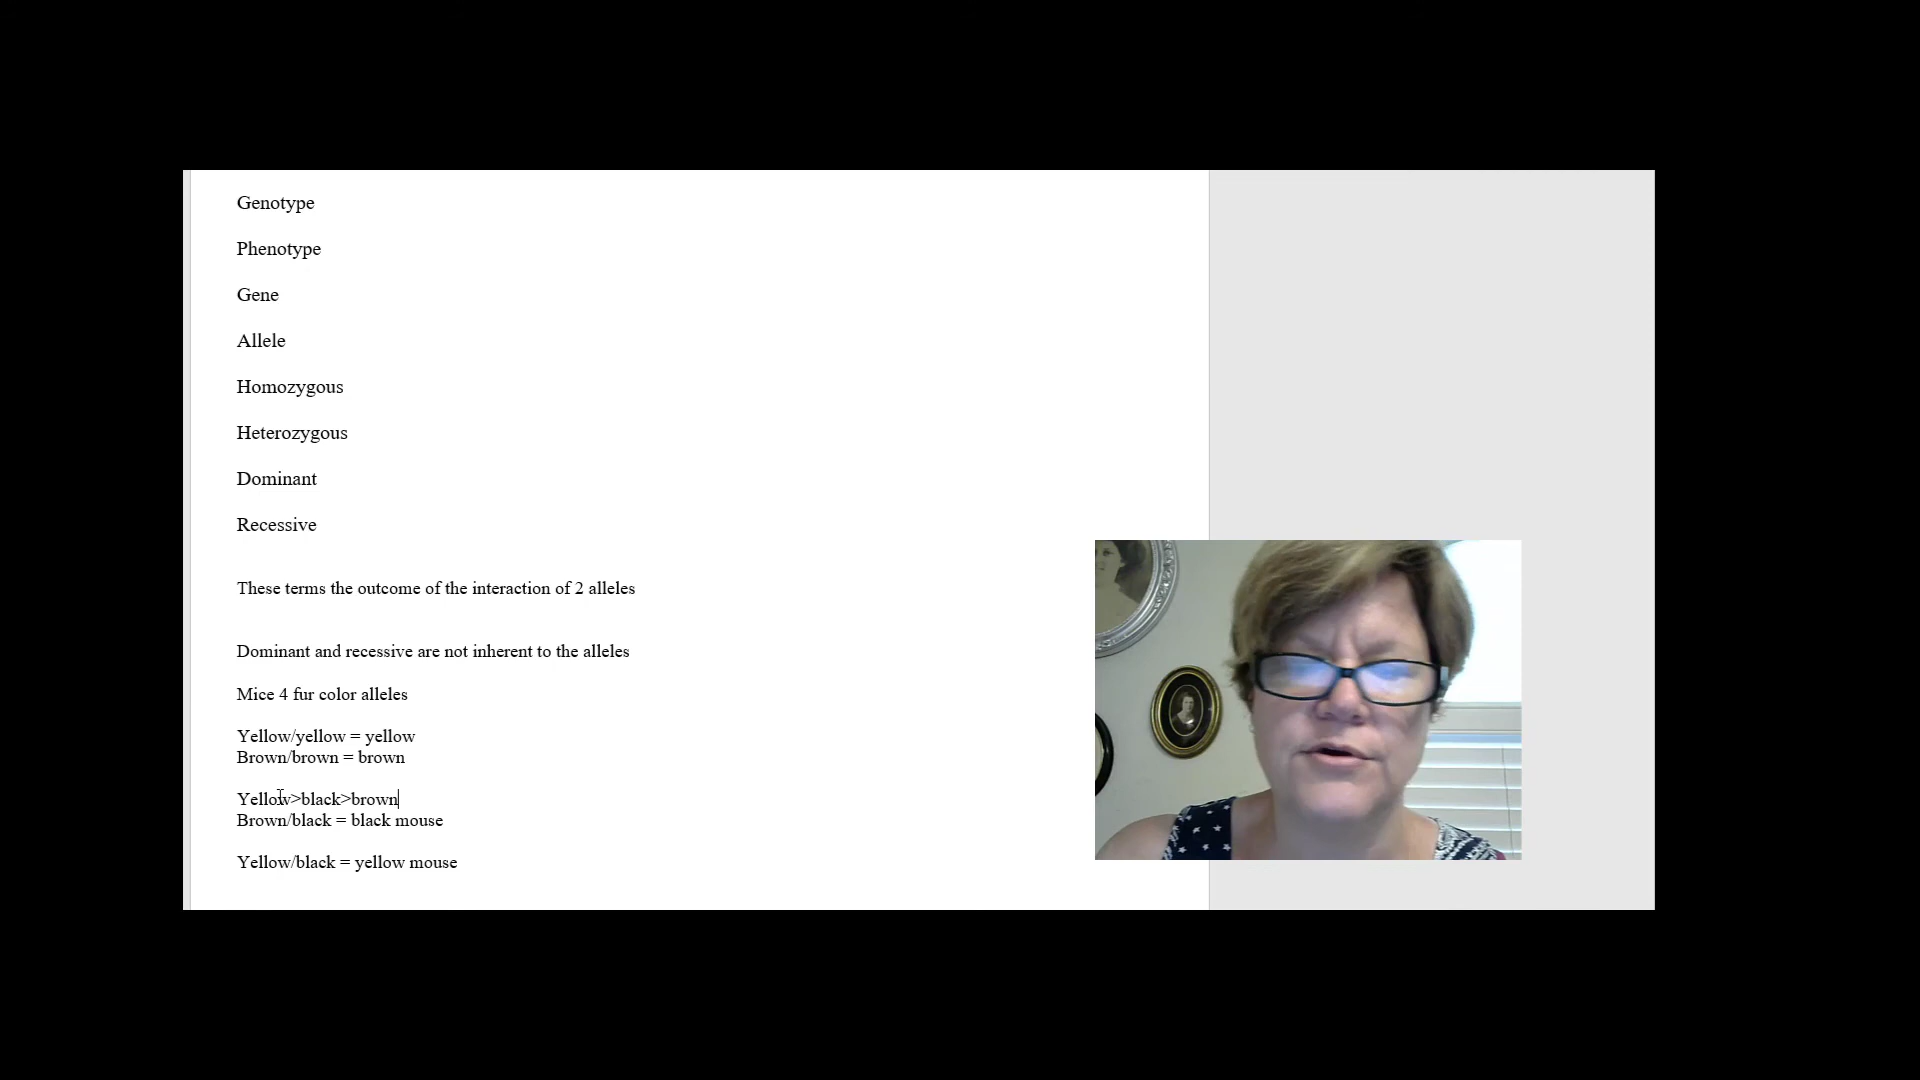 Genotype
Phenotype
Gene
Allele
Homozygous
Heterozygous
Dominant
Recessive
These terms the outcome of the interaction of 2 alleles
Dominant and recessive are not inherent to the alleles
Mice 4 fur color alleles
Yellow/yellow = yellow
Brown/brown = brown
Yellow>black>brown
Brown/black = black mouse
Yellow/black = yellow mouse